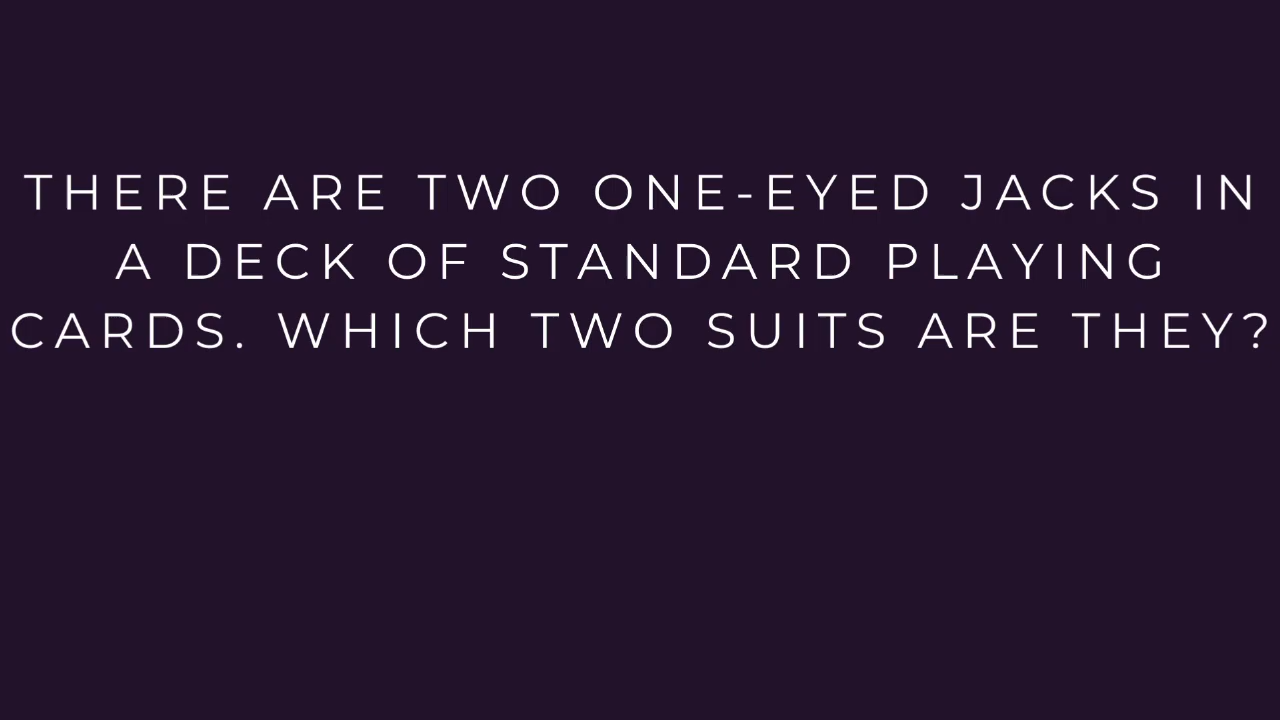 THERE ARE TWO ONE-EYED JACKS IN
A DECK OF STANDARD PLAYING
CARDS. WHICH TWO SUITS ARE THEY?